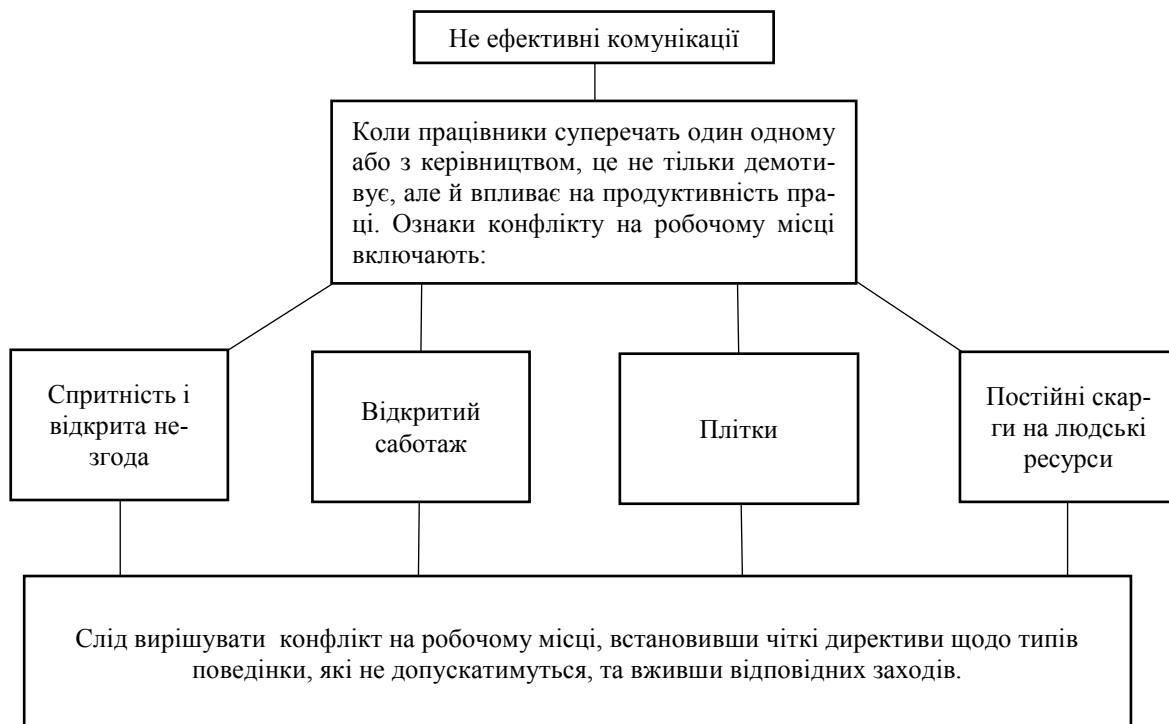 Не ефективні комунікації
Коли працівники суперечать один одному
або з керівництвом, це не тільки демоти-
вує, але й впливає на продуктивність пра-
ці. Ознаки конфлікту на робочому місці
включають:
Спритність і
відкрита не-
згода
Відкритий
саботаж
Плітки
Постійні скар-
ги на людські
ресурси
Слід вирішувати конфлікт на робочому місці, встановивши чіткі директиви щодо типів
поведінки, які не допускатимуться, та вживши відповідних заходів.